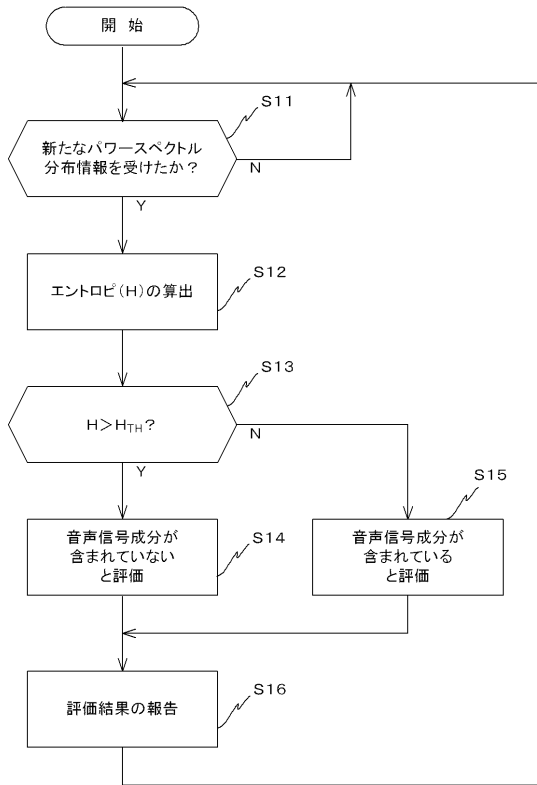 開 始
S11
新たなパワースペクトル
分布情報を受けたか？
N
Y
S12
エントロピ(H)の算出
S13
H>HTH？
N
Y
S15
音声信号成分が
含まれていない
と評価
S14
音声信号成分が
含まれている
と評価
S16
評価結果の報告